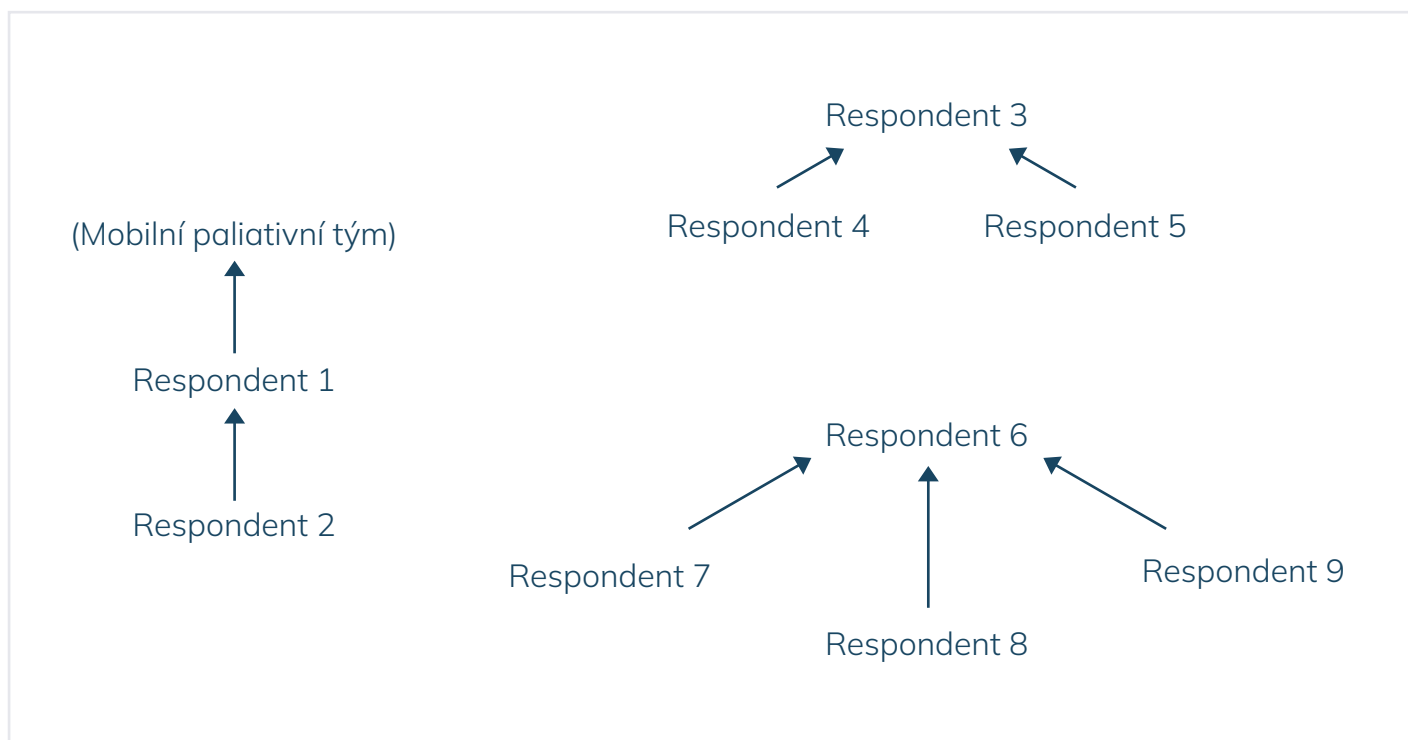 (Mobilní paliativní tým)
Respondent 1
Respondent 2
Respondent 3
Respondent 4
Respondent 5
Respondent 6
Respondent 7
Respondent 8
Respondent 9